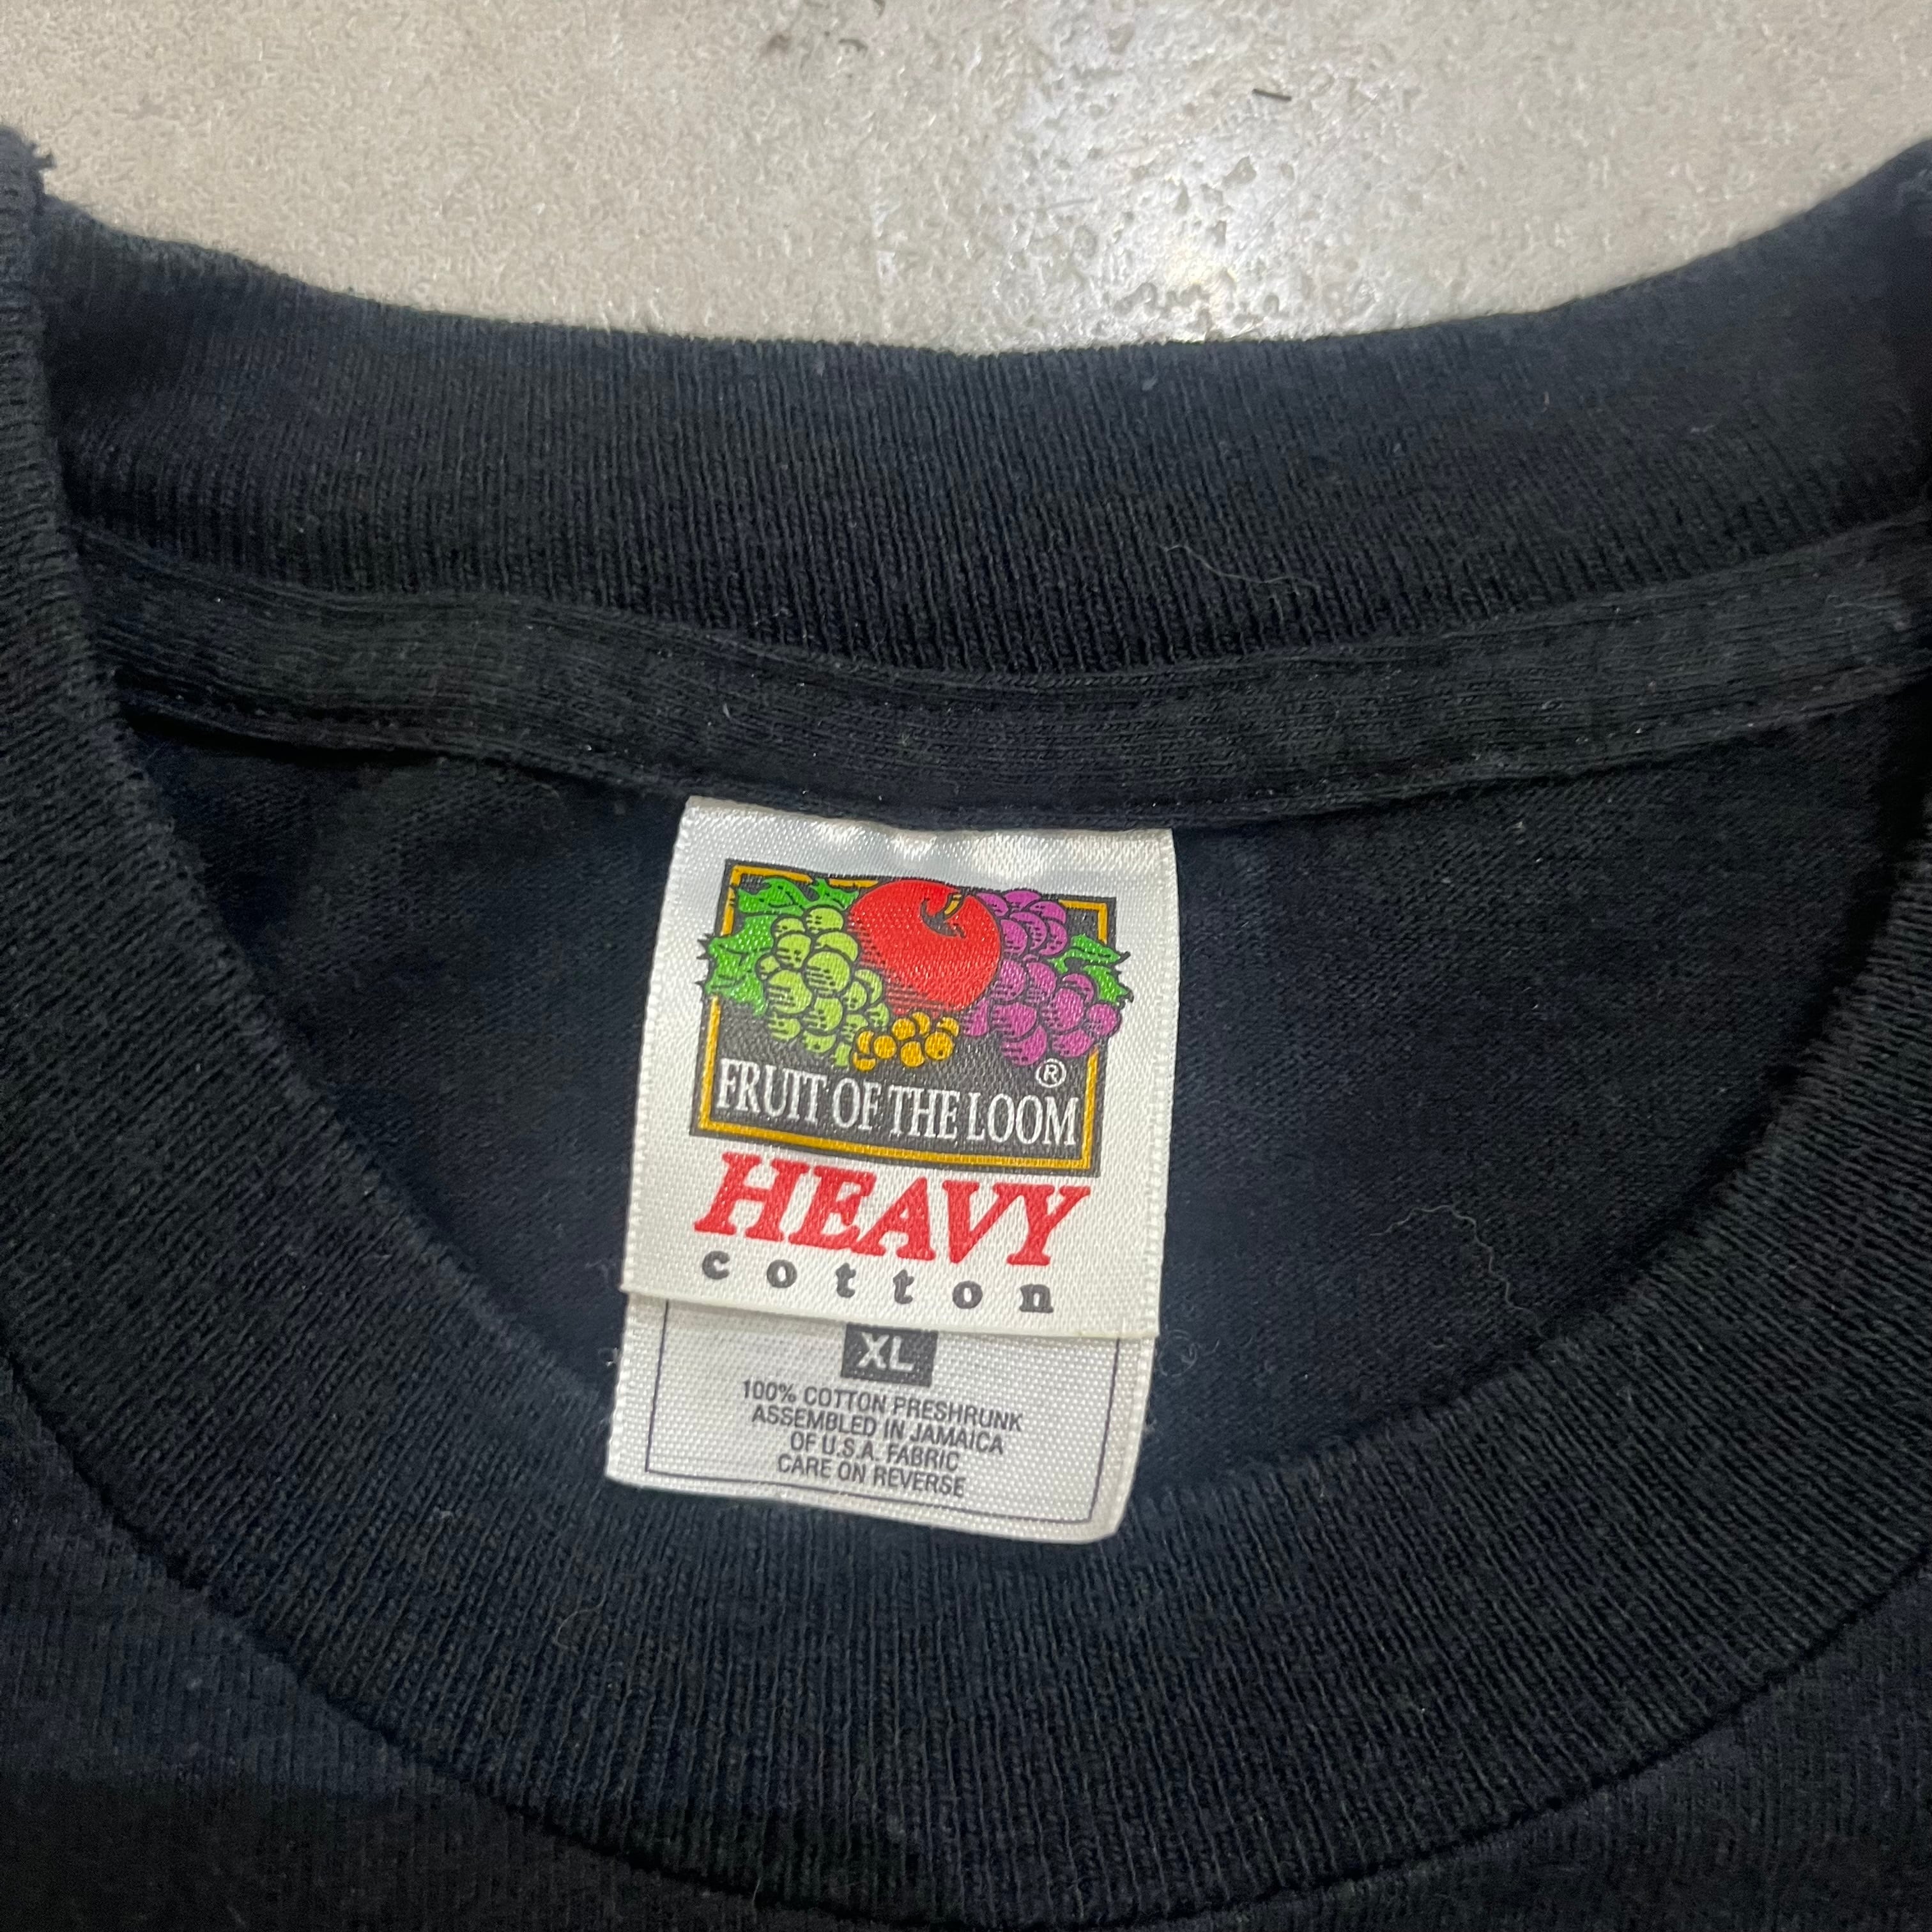 ®
FRUIT OF THE LOOM
HEAVY
cotton
XL
100% COTTON PRESHRUNK
ASSEMBLED IN JAMAICA
OF U.S.A. FABRIC
CARE ON REVERSE